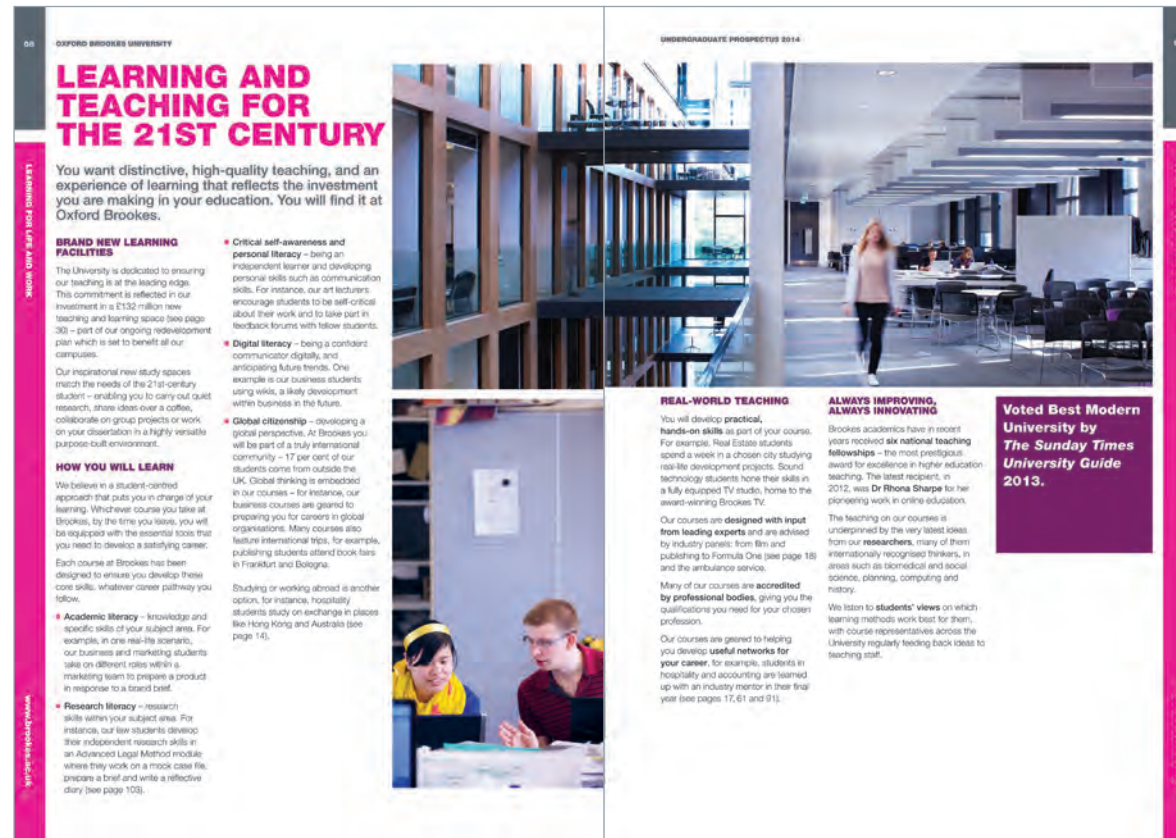 08
OXFORD BROOKES UNIVERSITY
LEARNING AND
TEACHING FOR
THE 21ST CENTURY
You want distinctive, high-quality teaching, and an
experience of learning that reflects the investment
you are making in your education. You will find it at
Oxford Brookes.
BRAND NEW LEARNING
FACILITIES
The University is dedicated to ensuring
our teaching is at the leading edge.
This commitment is reflected in our
investment in a £132 million new
teaching and learning space (see page
30) – part of our ongoing redevelopment
plan which is set to benefit all our
campuses.
Our inspirational new study spaces
match the needs of the 21st-century
student – enabling you to carry out quiet
research, share ideas over a coffee,
collaborate on group projects or work
on your dissertation in a highly versatile
purpose-built environment.
HOW YOU WILL LEARN
We believe in a student-centred
approach that puts you in charge of your
learning. Whichever course you take at
Brookes, by the time you leave, you will
be equipped with the essential tools that
you need to develop a satisfying career.
Each course at Brookes has been
designed to ensure you develop these
core skills, whatever career pathway you
follow.
Academic literacy – knowledge and
specific skills of your subject area. For
example, in one real-life scenario,
our business and marketing students
take on different roles within a
marketing team to prepare a product
in response to a brand brief.
Research literacy – research
skills within your subject area. For
instance, our law students develop
their independent research skills in
an Advanced Legal Method module
where they work on a mock case file,
prepare a brief and write a reflective
diary (see page 103).
Critical self-awareness and
personal literacy – being an
independent learner and developing
personal skills such as communication
skills. For instance, our art lecturers
encourage students to be self-critical
about their work and to take part in
feedback forums with fellow students.
Digital literacy – being a confident
communicator digitally, and
anticipating future trends. One
example is our business students
using wikis, a likely development
within business in the future.
Global citizenship – developing a
global perspective. At Brookes you
will be part of a truly international
community – 17 per cent of our
students come from outside the
UK. Global thinking is embedded
in our courses – for instance, our
business courses are geared to
preparing you for careers in global
organisations. Many courses also
feature international trips, for example,
publishing students attend book fairs
in Frankfurt and Bologna.
Studying or working abroad is another
option, for instance, hospitality
students study on exchange in places
like Hong Kong and Australia (see
page 14).
LEARNING FOR LIFE AND WORK
www.brookes.ac.uk
UNDERGRADUATE PROSPECTUS 2014
REAL-WORLD TEACHING
You will develop practical,
hands-on skills as part of your course.
For example, Real Estate students
spend a week in a chosen city studying
real-life development projects. Sound
technology students hone their skills in
a fully equipped TV studio, home to the
award-winning Brookes TV.
Our courses are designed with input
from leading experts and are advised
by industry panels: from film and
publishing to Formula One (see page 18)
and the ambulance service.
Many of our courses are accredited
by professional bodies, giving you the
qualifications you need for your chosen
profession.
Our courses are geared to helping
you develop useful networks for
your career, for example, students in
hospitality and accounting are teamed
up with an industry mentor in their final
year (see pages 17, 61 and 91).
ALWAYS IMPROVING,
ALWAYS INNOVATING
Brookes academics have in recent
years received six national teaching
fellowships – the most prestigious
award for excellence in higher education
teaching. The latest recipient, in
2012, was Dr Rhona Sharpe for her
pioneering work in online education.
The teaching on our courses is
underpinned by the very latest ideas
from our researchers, many of them
internationally recognised thinkers, in
areas such as biomedical and social
science, planning, computing and
history.
We listen to students' views on which
learning methods work best for them,
with course representatives across the
University regularly feeding back ideas to
teaching staff.
Voted Best Modern
University by
The Sunday Times
University Guide
2013.